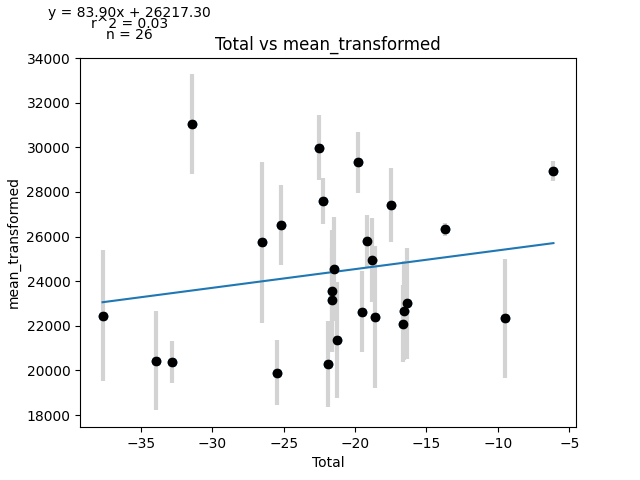 y = 83.90x + 26217.30
r^2 = 0.03
n = 26
Total vs mean_transformed
34000
32000
30000
28000
26000
24000
22000
20000
18000
mean_transformed
−35
−30
−25
−20
−15
−10
−5
Total